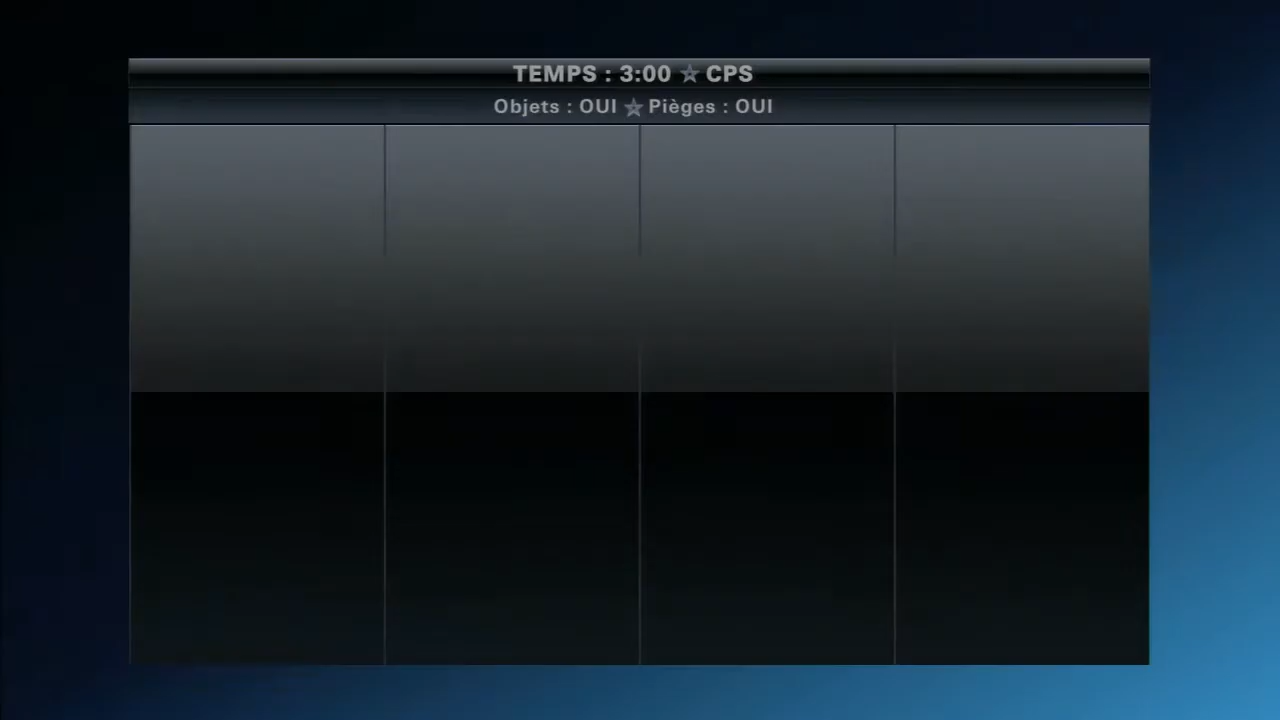 TEMPS : 3:00 ☆ CPS
Objets : OUI ☆ Pièges : OUI